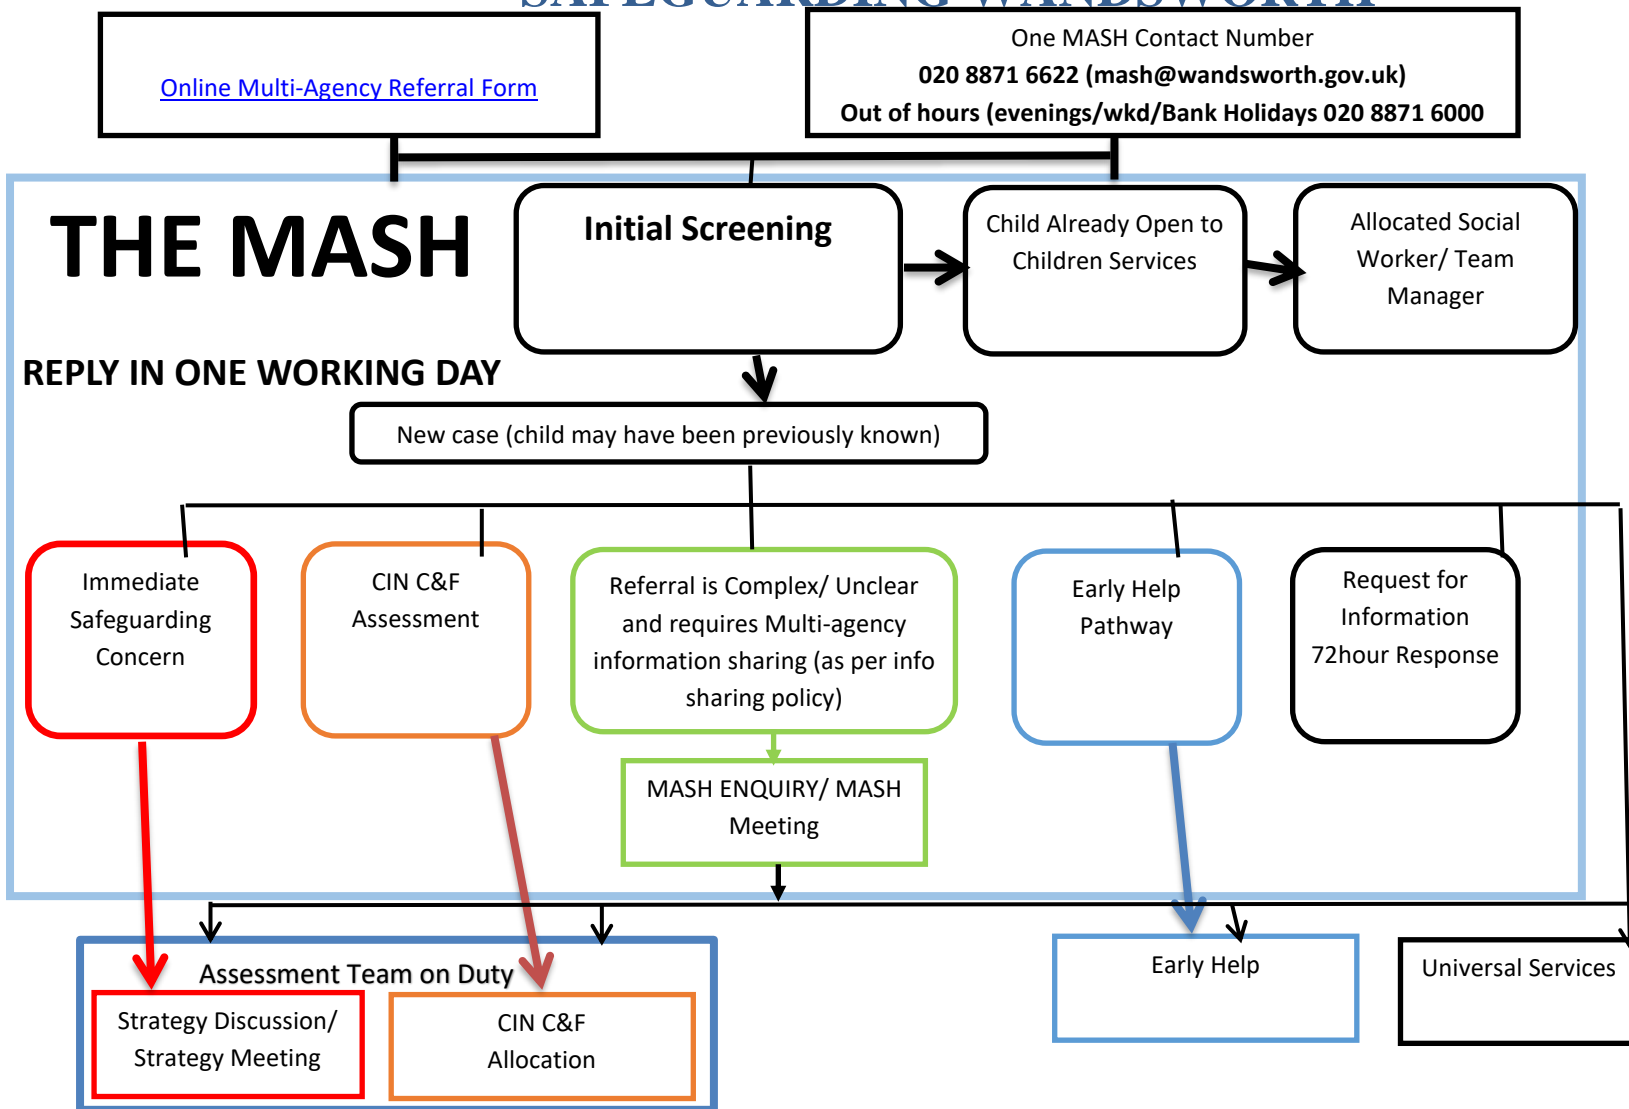 SAFEGUARDING WANDSWORTH
Online Multi-Agency Referral Form
One MASH Contact Number
020 8871 6622 (mash@wandsworth.gov.uk)
Out of hours (evenings/wkd/Bank Holidays 020 8871 6000
THE MASH
Initial Screening
Child Already Open to
Children Services
Allocated Social
Worker/ Team
Manager
REPLY IN ONE WORKING DAY
New case (child may have been previously known)
Immediate
Safeguarding
Concern
CIN C&F
Assessment
Referral is Complex/ Unclear
and requires Multi-agency
information sharing (as per info
sharing policy)
Early Help
Pathway
Request for
Information
72hour Response
MASH ENQUIRY/ MASH
Meeting
Assessment Team on Duty
Strategy Discussion/
Strategy Meeting
CIN C&F
Allocation
Early Help
Universal Services